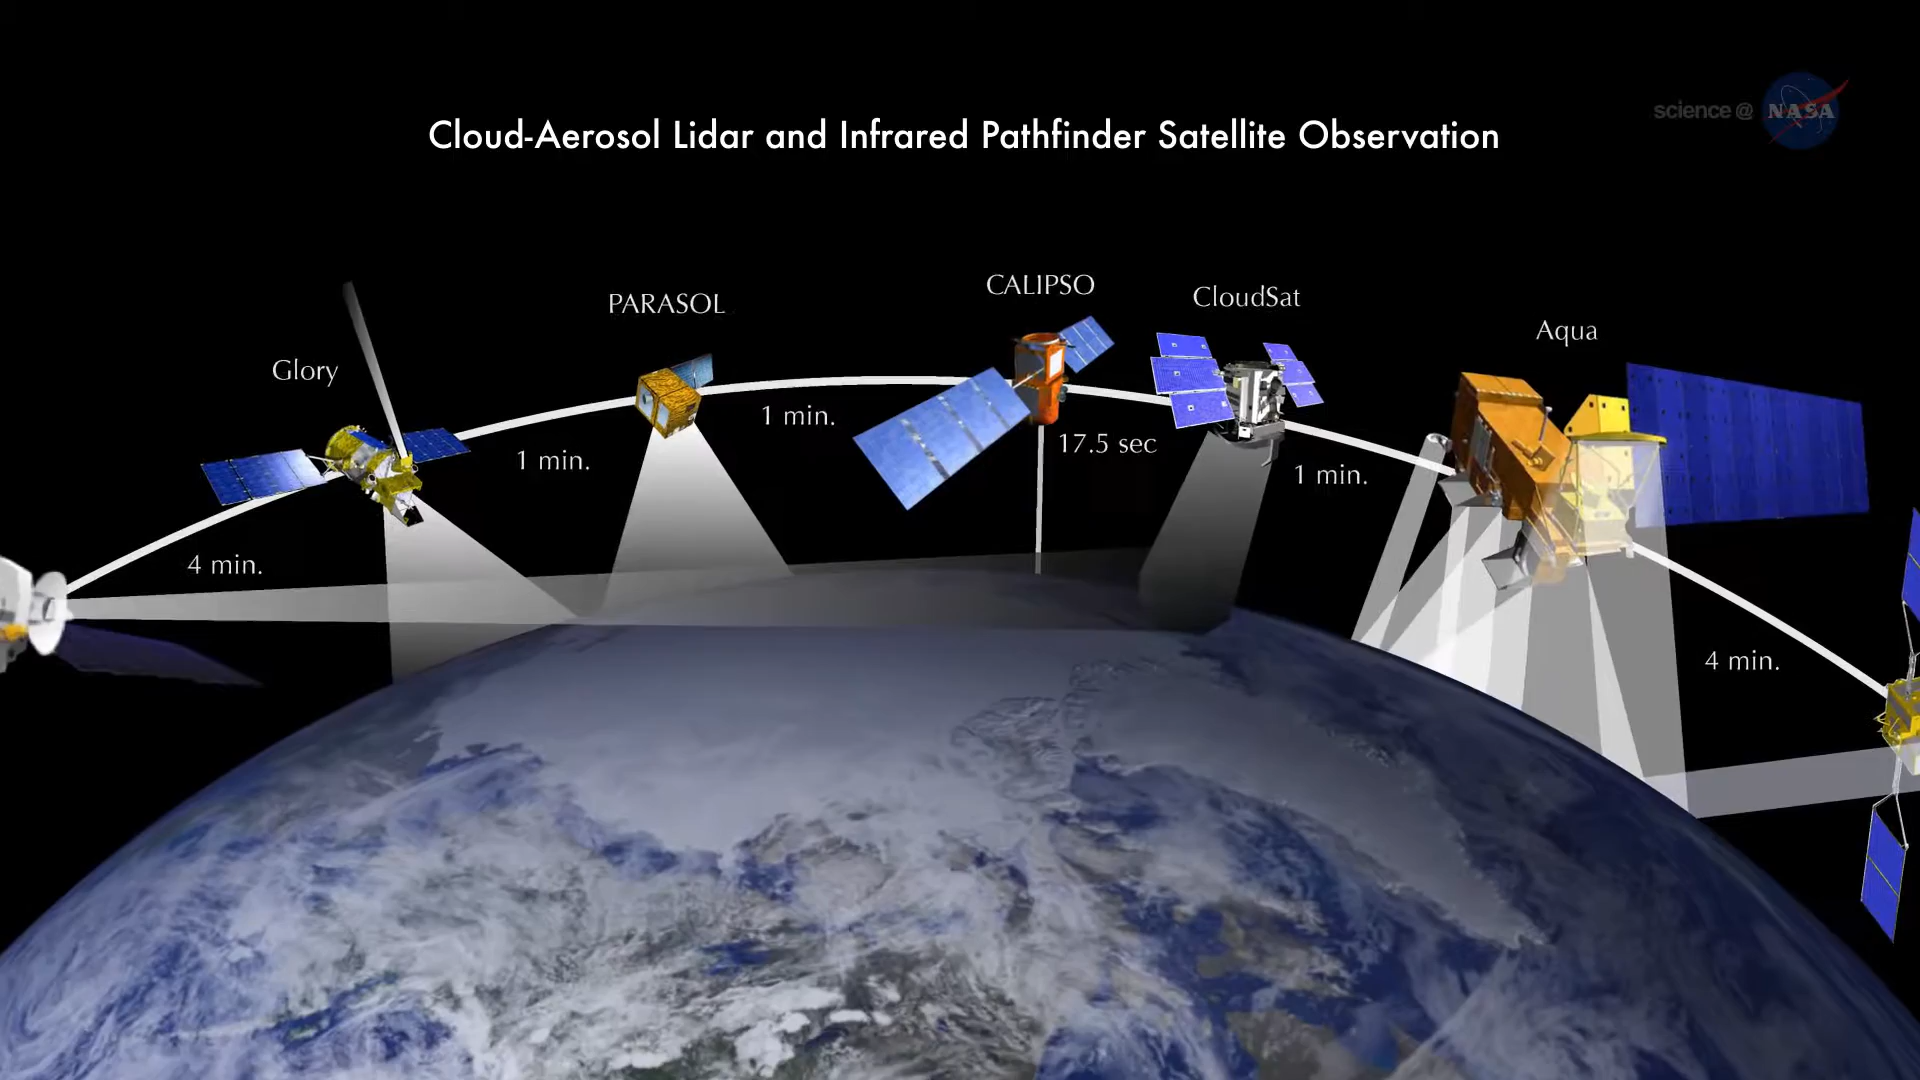 Cloud-Aerosol Lidar and Infrared Pathfinder Satellite Observation
science @ NASA
CALIPSO
CloudSat
PARASOL
Aqua
Glory
1 min.
17.5 sec
1 min.
1 min.
4 min.
4 min.